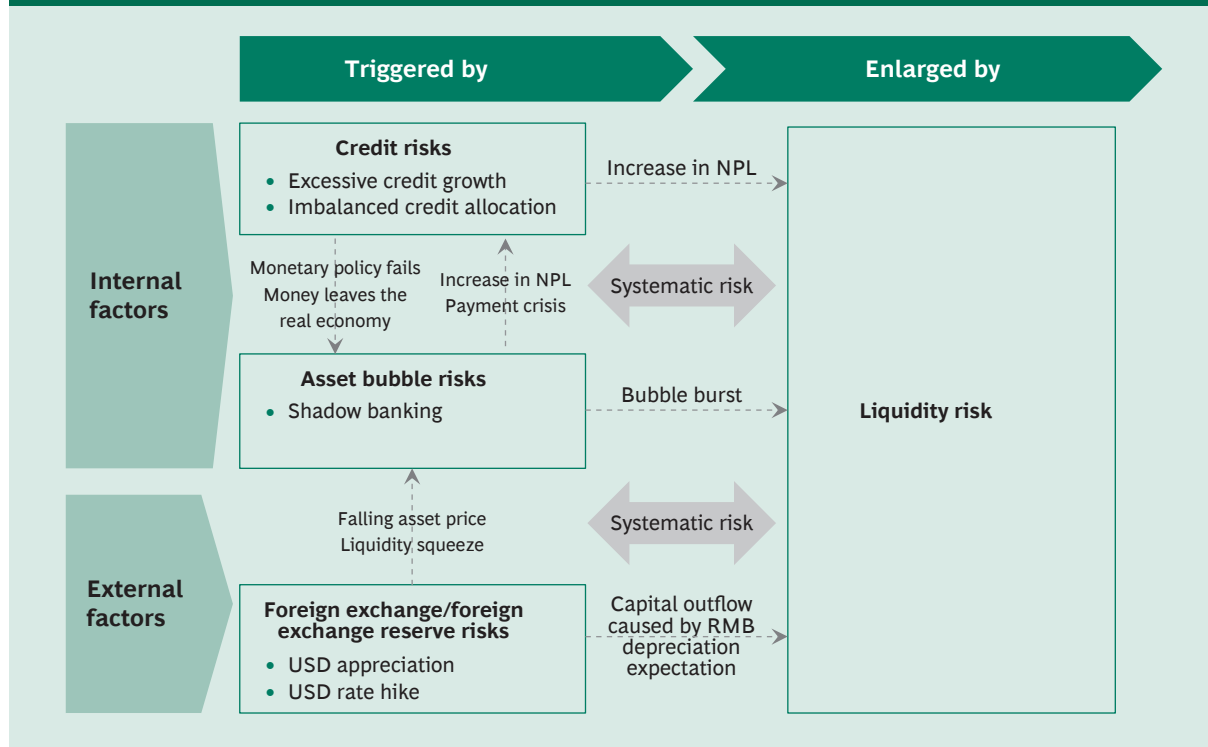 Triggered by
Enlarged by
Internal
factors
Credit risks
• Excessive credit growth
• Imbalanced credit allocation
Increase in NPL
Monetary policy fails
Money leaves the
real economy
Increase in NPL
Payment crisis
Systematic risk
Asset bubble risks
• Shadow banking
Bubble burst
Liquidity risk
External
factors
Falling asset price
Liquidity squeeze
Systematic risk
Foreign exchange/foreign
exchange reserve risks
• USD appreciation
• USD rate hike
Capital outflow
caused by RMB
depreciation
expectation